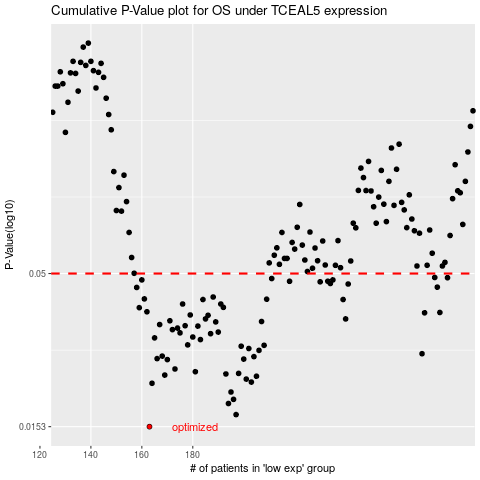 Cumulative P-Value plot for OS under TCEAL5 expression
P-Value(log10)
0.05
0.0153
optimized
120 140 160 180
# of patients in 'low exp' group